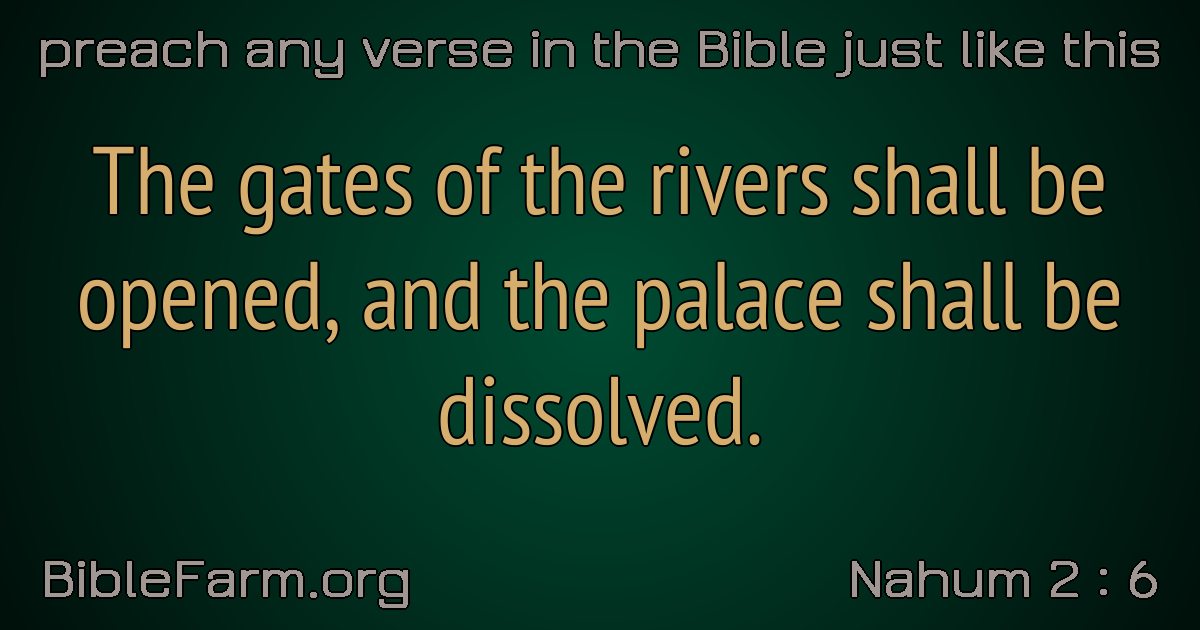 preach any verse in the Bible just like this
The gates of the rivers shall be
opened, and the palace shall be
dissolved.
BibleFarm.org
Nahum 2 : 6